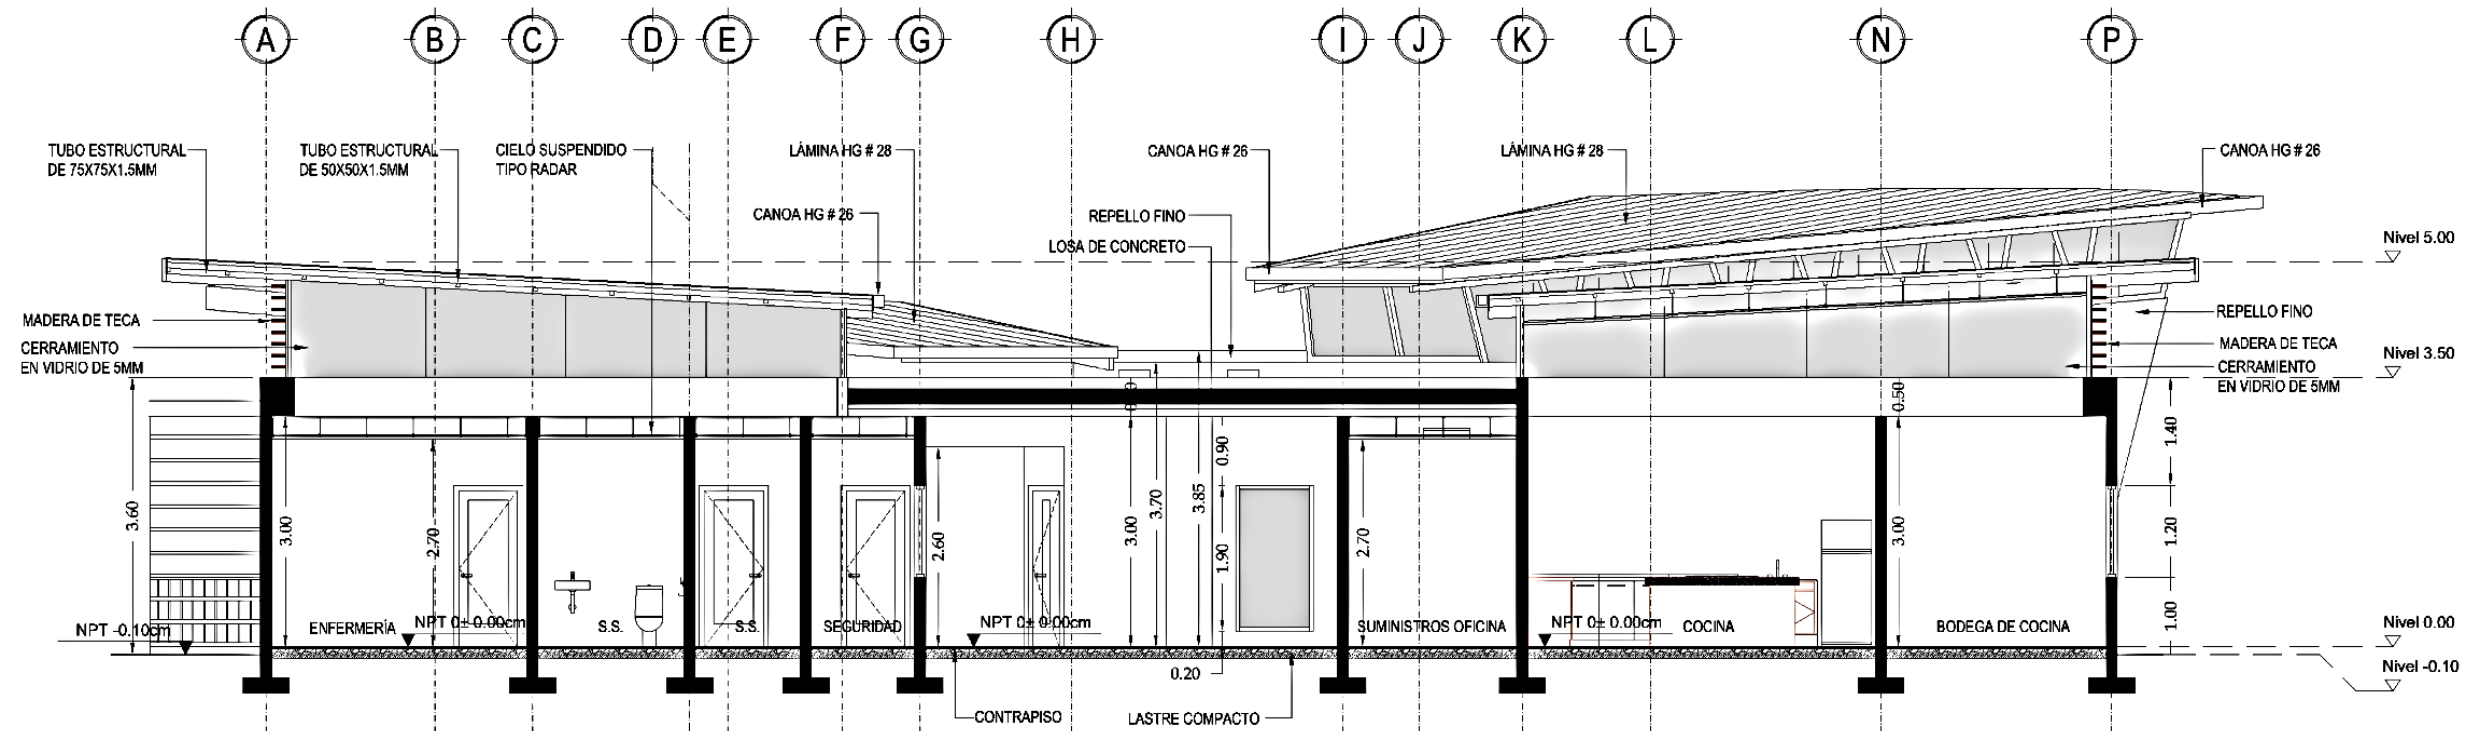 A B C D E F G H I J K L N P
TUBO ESTRUCTURAL
DE 75X75X1.5MM
TUBO ESTRUCTURAL
DE 50X50X1.5MM
CIELO SUSPENDIDO
TIPO RADAR
LÁMINA HG # 28
CANOA HG # 26
LÁMINA HG # 28
CANOA HG # 26
CANOA HG # 26
REPELLO FINO
LOSA DE CONCRETO
Nivel 5.00
MADERA DE TECA
CERRAMIENTO
EN VIDRIO DE 5MM
REPELLO FINO
MADERA DE TECA
CERRAMIENTO
EN VIDRIO DE 5MM
Nivel 3.50
3.60
3.00
2.70
2.60
3.00
3.70
3.85
0.90
1.90
0.20
2.70
0.50
3.00
1.40
1.20
1.00
NPT -0.10cm
ENFERMERÍA
NPT 0± 0.00cm
S.S.
S.S.
SEGURIDAD
NPT 0± 0.00cm
SUMINISTROS OFICINA
NPT 0± 0.00cm
COCINA
BODEGA DE COCINA
Nivel 0.00
Nivel -0.10
CONTRAPISO
LASTRE COMPACTO